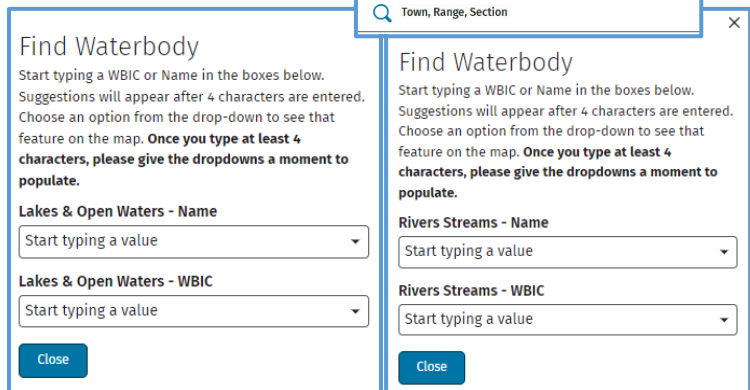 Town, Range, Section
Find Waterbody
Start typing a WBIC or Name in the boxes below.
Suggestions will appear after 4 characters are entered.
Choose an option from the drop-down to see that
feature on the map. Once you type at least 4
characters, please give the dropdowns a moment to
populate.
Lakes & Open Waters - Name
Start typing a value
Lakes & Open Waters - WBIC
Start typing a value
Close
Find Waterbody
Start typing a WBIC or Name in the boxes below.
Suggestions will appear after 4 characters are entered.
Choose an option from the drop-down to see that
feature on the map. Once you type at least 4
characters, please give the dropdowns a moment to
populate.
Rivers Streams - Name
Start typing a value
Rivers Streams - WBIC
Start typing a value
Close